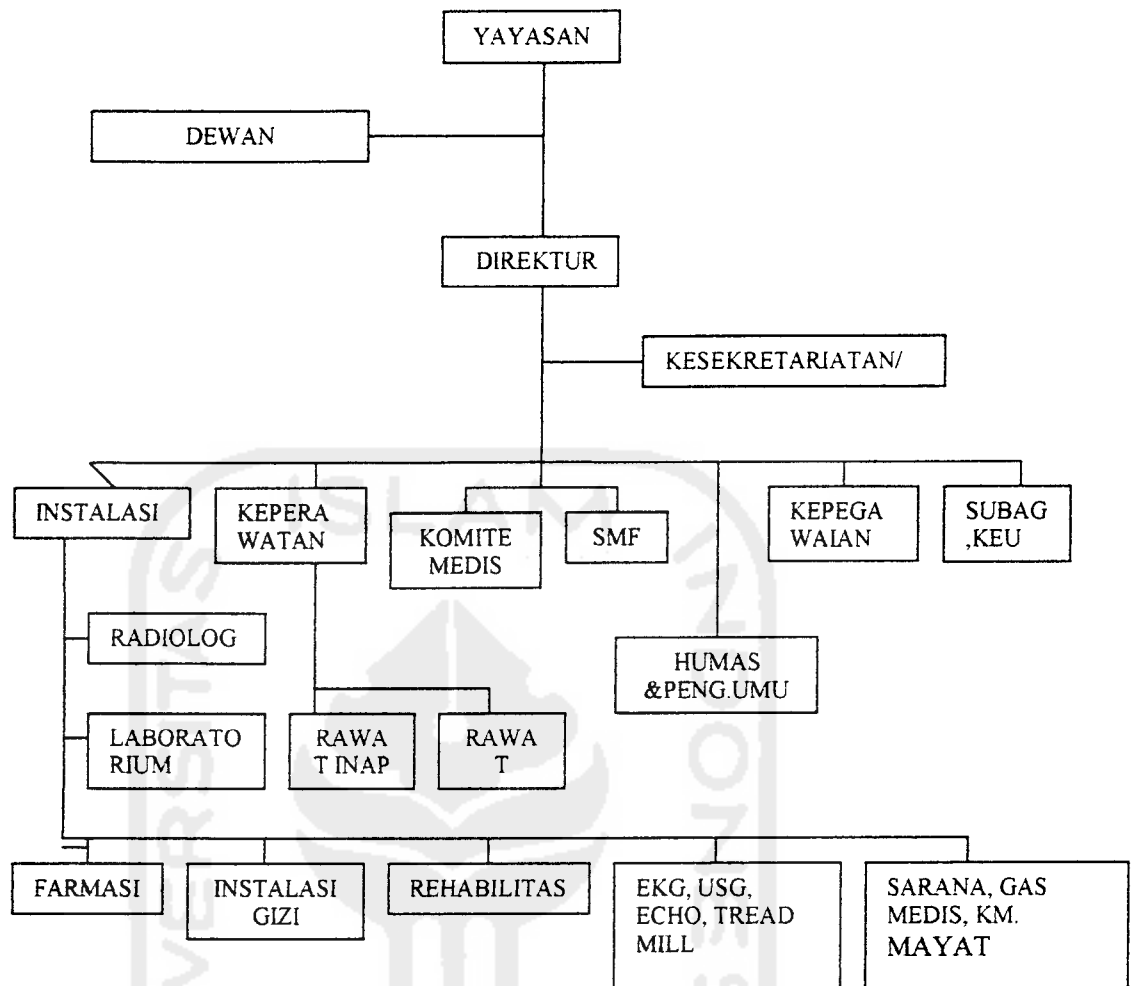 YAYASAN
DEWAN
DIREKTUR
KESEKRETARIATAN/
INSTALASI
KEPERA
WATAN
KOMITE
MEDIS
SMF
KEPEGA
WAIAN
SUBAG
,KEU
RADIOLOG
HUMAS
&PENG.UMU
LABORATO
RIUM
RAWA
T INAP
RAWA
T
FARMASI
INSTALASI
GIZI
REHABILITAS
EKG, USG,
ECHO, TREAD
MILL
SARANA, GAS
MEDIS, KM.
MAYAT
ISLAM